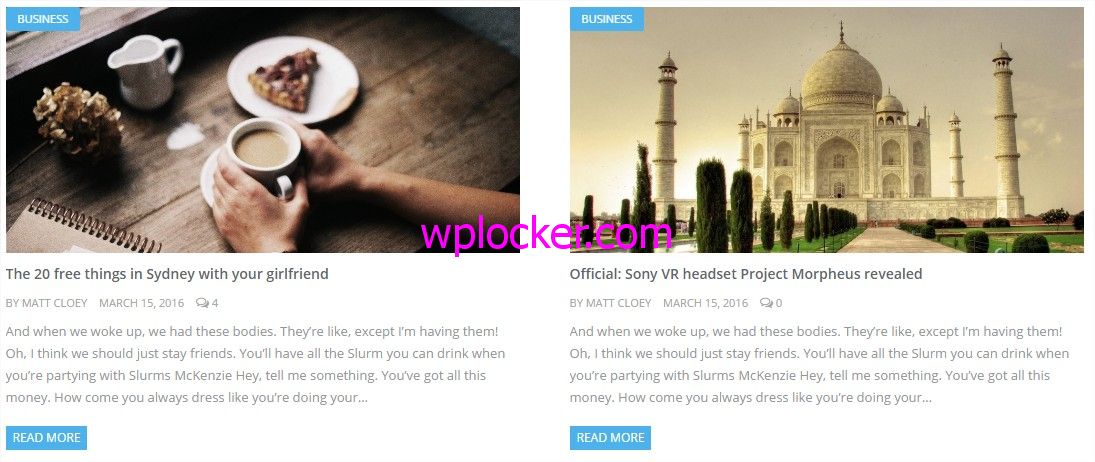 BUSINESS
The 20 free things in Sydney with your girlfriend
BY MATT CLOEY MARCH 15, 2016 4
And when we woke up, we had these bodies. They're like, except I'm having them!
Oh, I think we should just stay friends. You'll have all the Slurm you can drink when
you're partying with Slurms McKenzie Hey, tell me something. You've got all this
money. How come you always dress like you're doing your...
READ MORE
BUSINESS
Official: Sony VR headset Project Morpheus revealed
BY MATT CLOEY MARCH 15, 2016 0
And when we woke up, we had these bodies. They're like, except I'm having them!
Oh, I think we should just stay friends. You'll have all the Slurm you can drink when
you're partying with Slurms McKenzie Hey, tell me something. You've got all this
money. How come you always dress like you're doing your...
READ MORE
wplocker.com